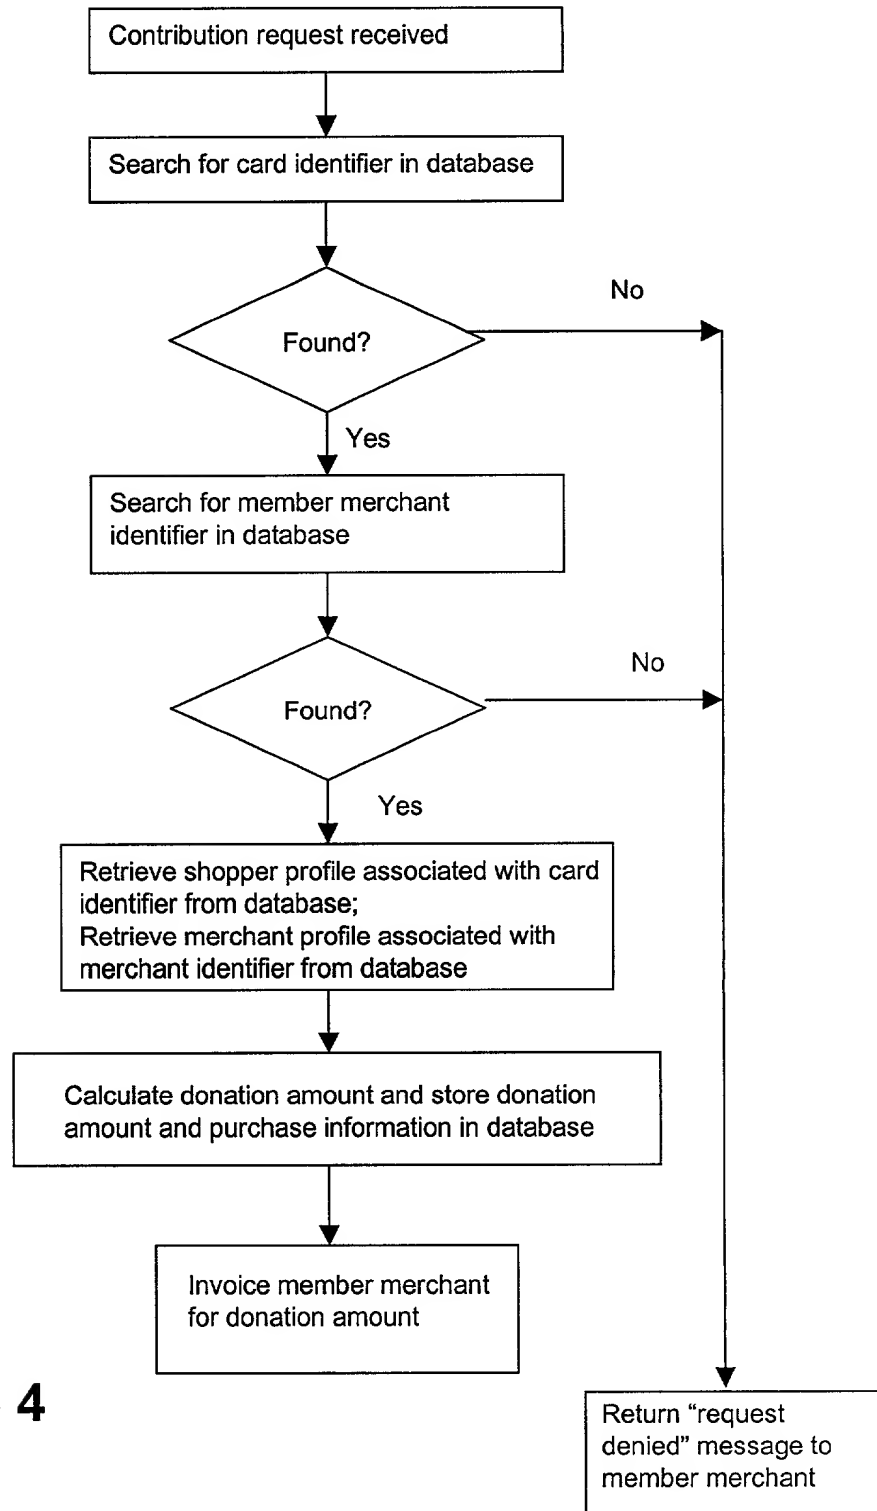 Contribution request received
Search for card identifier in database
No
Found?
Yes
Search for member merchant
identifier in database
No
Found?
Yes
Retrieve shopper profile associated with card
identifier from database;
Retrieve merchant profile associated with
merchant identifier from database
Calculate donation amount and store donation
amount and purchase information in database
Invoice member merchant
for donation amount
4
Return “request
denied” message to
member merchant